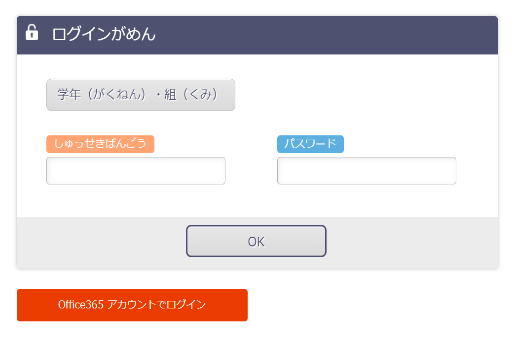 ログインがめん
学年（がくねん）・組（くみ）
しゅっせきばんごう
パスワード
OK
Office365 アカウントでログイン